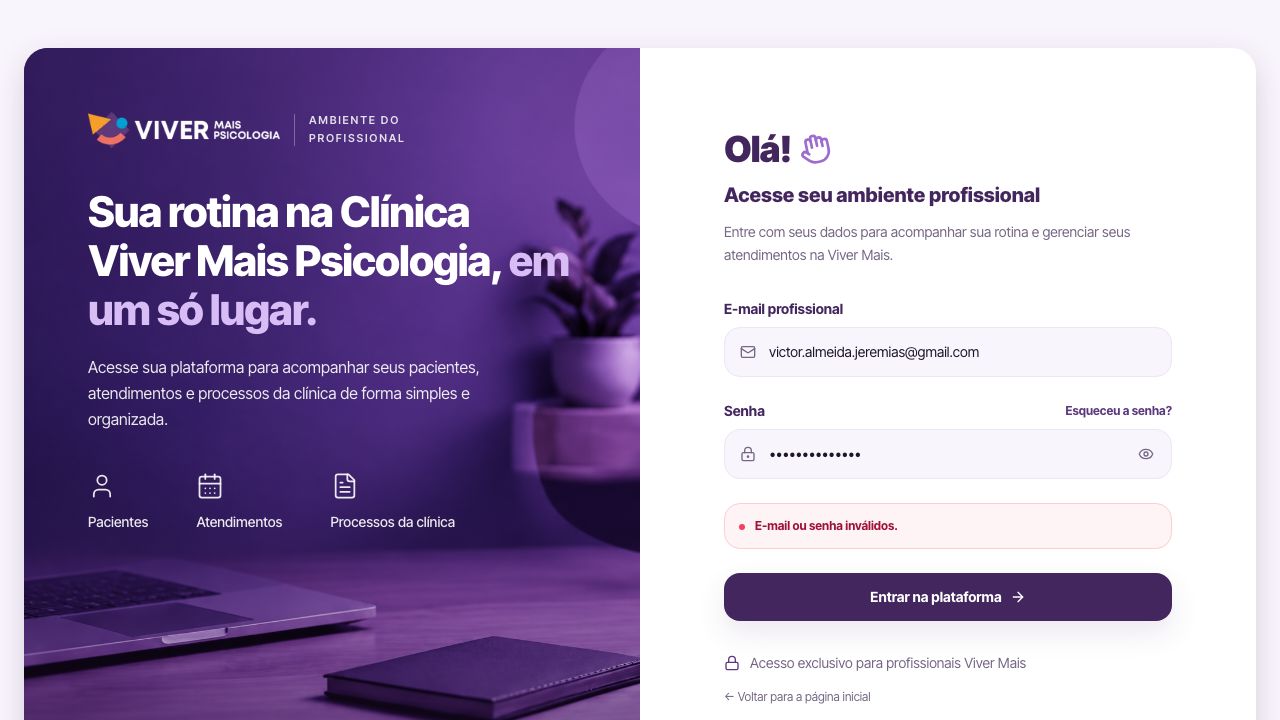 VIVER MAIS PSICOLOGIA
AMBIENTE DO
PROFISSIONAL
Sua rotina na Clínica
Viver Mais Psicologia, em
um só lugar.
Acesse sua plataforma para acompanhar seus pacientes,
atendimentos e processos da clínica de forma simples e
organizada.
Pacientes
Atendimentos
Processos da clínica
Olá!
Acesse seu ambiente profissional
Entre com seus dados para acompanhar sua rotina e gerenciar seus
atendimentos na Viver Mais.
E-mail profissional
victor.almeida.jeremias@gmail.com
Senha
Esqueceu a senha?
••••••••••••••
E-mail ou senha inválidos.
Entrar na plataforma →
Acesso exclusivo para profissionais Viver Mais
← Voltar para a página inicial